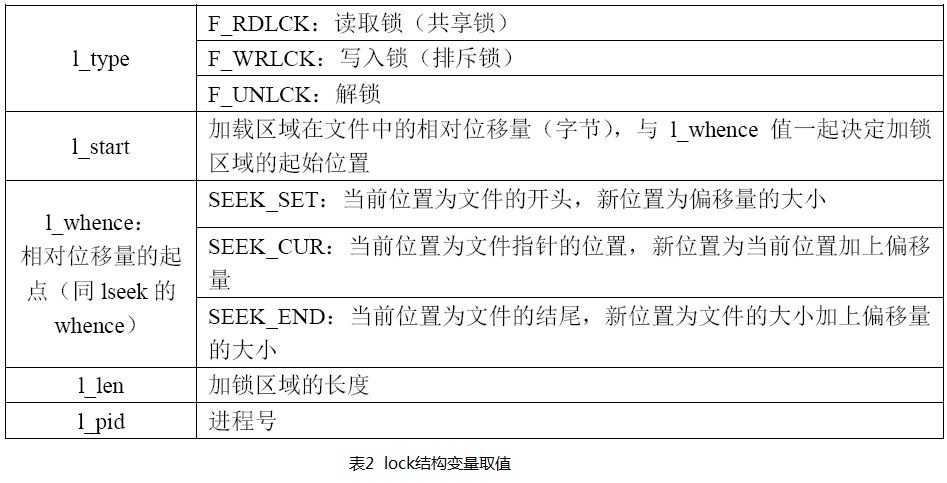 l_type
F_RDLCK：读取锁（共享锁）
F_WRLCK：写入锁（排斥锁）
F_UNLCK：解锁
l_start
加载区域在文件中的相对位移量（字节），与 l_whence 值一起决定加锁
区域的起始位置
l_whence：
相对位移量的起
点（同 lseek 的
whence）
SEEK_SET：当前位置为文件的开头，新位置为偏移量的大小
SEEK_CUR：当前位置为文件指针的位置，新位置为当前位置加上偏移
量
SEEK_END：当前位置为文件的结尾，新位置为文件的大小加上偏移量
的大小
l_len
加锁区域的长度
l_pid
进程号
表2 lock结构变量取值